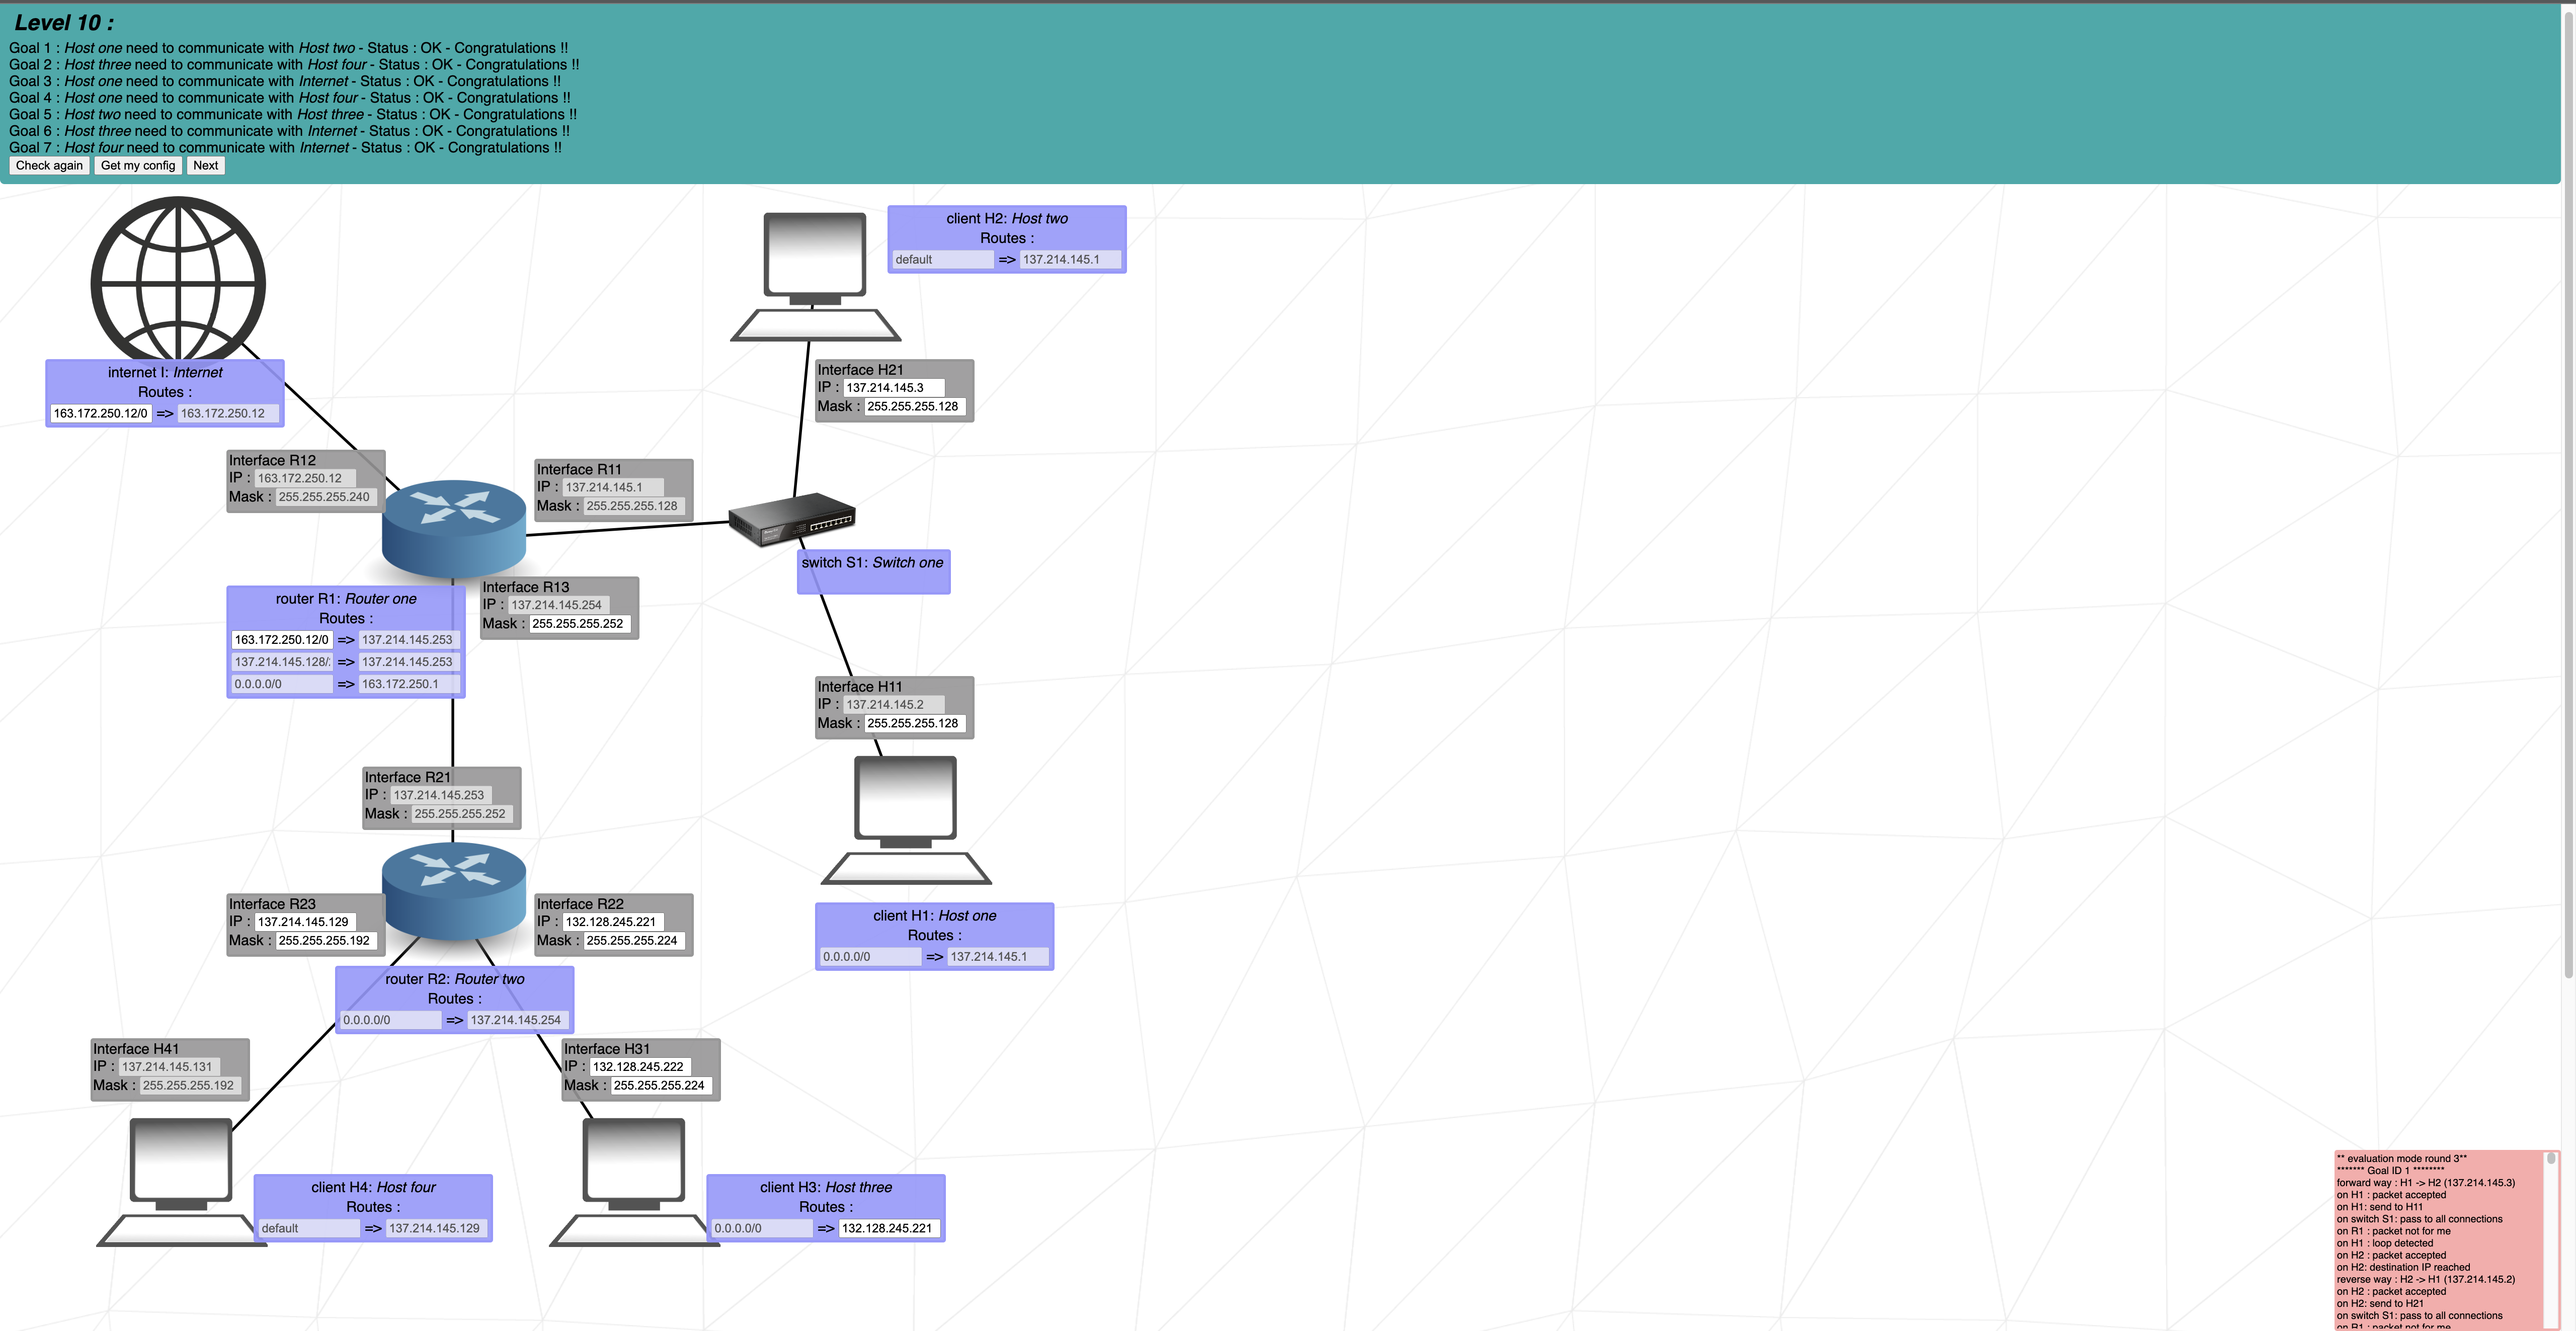 Level 10 :
Goal 1 : Host one need to communicate with Host two - Status : OK - Congratulations !!
Goal 2 : Host three need to communicate with Host four - Status : OK - Congratulations !!
Goal 3 : Host one need to communicate with Internet - Status : OK - Congratulations !!
Goal 4 : Host one need to communicate with Host four - Status : OK - Congratulations !!
Goal 5 : Host two need to communicate with Host three - Status : OK - Congratulations !!
Goal 6 : Host three need to communicate with Internet - Status : OK - Congratulations !!
Goal 7 : Host four need to communicate with Internet - Status : OK - Congratulations !!
Check again Get my config Next
client H2: Host two
Routes :
default => 137.214.145.1
internet I: Internet
Routes :
163.172.250.12/0 => 163.172.250.12
Interface H21
IP : 137.214.145.3
Mask : 255.255.255.128
Interface R12
IP : 163.172.250.12
Mask : 255.255.255.240
Interface R11
IP : 137.214.145.1
Mask : 255.255.255.128
switch S1: Switch one
Interface R13
IP : 137.214.145.254
Mask : 255.255.255.252
router R1: Router one
Routes :
163.172.250.12/0 => 137.214.145.253
137.214.145.128/ => 137.214.145.253
0.0.0.0/0 => 163.172.250.1
Interface H11
IP : 137.214.145.2
Mask : 255.255.255.128
Interface R21
IP : 137.214.145.253
Mask : 255.255.255.252
Interface R23
IP : 137.214.145.129
Mask : 255.255.255.192
Interface R22
IP : 132.128.245.221
Mask : 255.255.255.224
client H1: Host one
Routes :
0.0.0.0/0 => 137.214.145.1
router R2: Router two
Routes :
0.0.0.0/0 => 137.214.145.254
Interface H41
IP : 137.214.145.131
Mask : 255.255.255.192
Interface H31
IP : 132.128.245.222
Mask : 255.255.255.224
client H4: Host four
Routes :
default => 137.214.145.129
client H3: Host three
Routes :
0.0.0.0/0 => 132.128.245.221
** evaluation mode round 3**
******* Goal ID 1 ********
forward way : H1 -> H2 (137.214.145.3)
on H1 : packet accepted
on H1: send to H11
on switch S1: pass to all connections
on R1 : packet not for me
on H1 : loop detected
on H2 : packet accepted
on H2: destination IP reached
reverse way : H2 -> H1 (137.214.145.2)
on H2 : packet accepted
on H2: send to H21
on switch S1: pass to all connections
on R1 : packet not for me